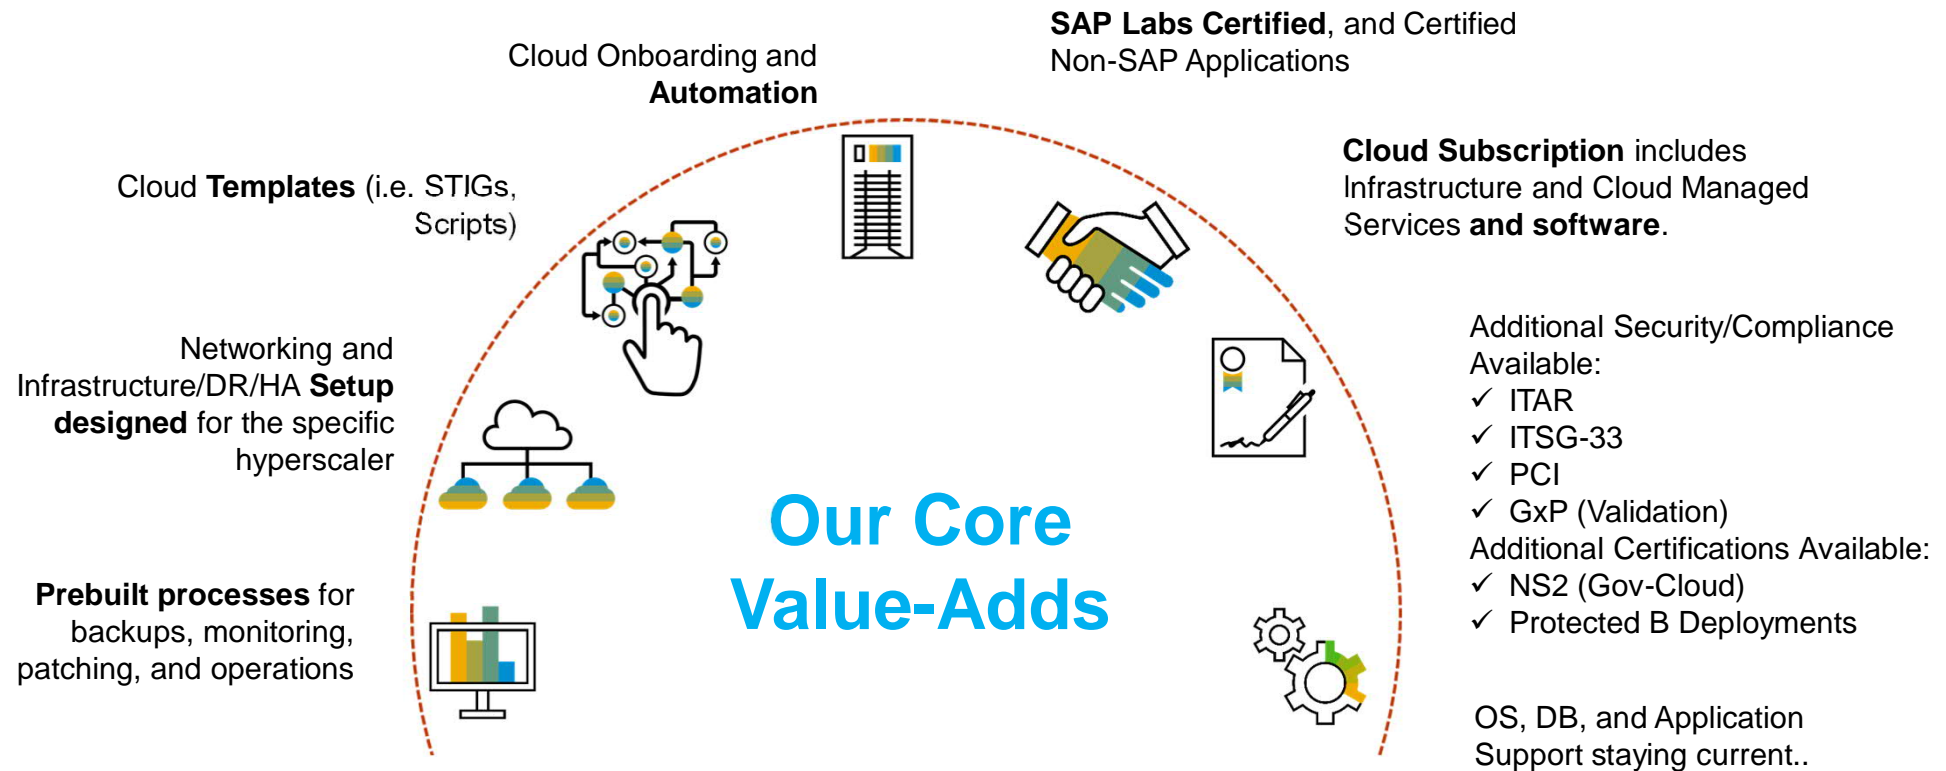 SAP Labs Certified, and Certified
Non-SAP Applications
Cloud Onboarding and
Automation
Cloud Subscription includes
Infrastructure and Cloud Managed
Services and software.
Cloud Templates (i.e. STIGs,
Scripts)
Networking and
Infrastructure/DR/HA Setup
designed for the specific
hyperscaler
Additional Security/Compliance
Available:
✓ ITAR
✓ ITSG-33
✓ PCI
✓ GxP (Validation)
Additional Certifications Available:
✓ NS2 (Gov-Cloud)
✓ Protected B Deployments
Our Core
Value-Adds
Prebuilt processes for
backups, monitoring,
patching, and operations
OS, DB, and Application
Support staying current..